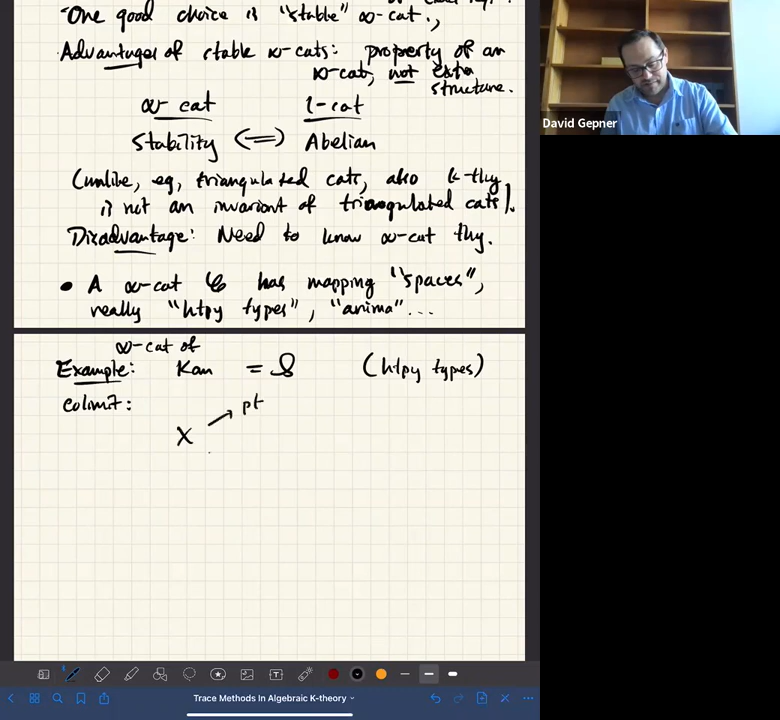 -One good choice is "stable" ∞-cat.,
Advantages of stable ∞-cats: property of an
∞-cat, not extra
structure.
∞-cat 1-cat
Stability ⟺ Abelian
(unlike, eg, triangulated cats, also K-thy
is not an invariant of triangulated cats).
Disadvantage: Need to know ∞-cat thy.
• A ∞-cat 𝒞 has mapping "spaces",
really "htpy types", "anima"...
∞-cat of
Example: Kan = 𝒮 (htpy types)
colimit:
pt
X
David Gepner
Trace Methods In Algebraic K-theory